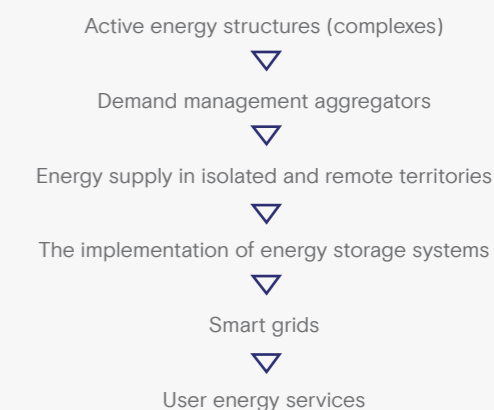 Active energy structures (complexes)
Demand management aggregators
Energy supply in isolated and remote territories
The implementation of energy storage systems
Smart grids
User energy services